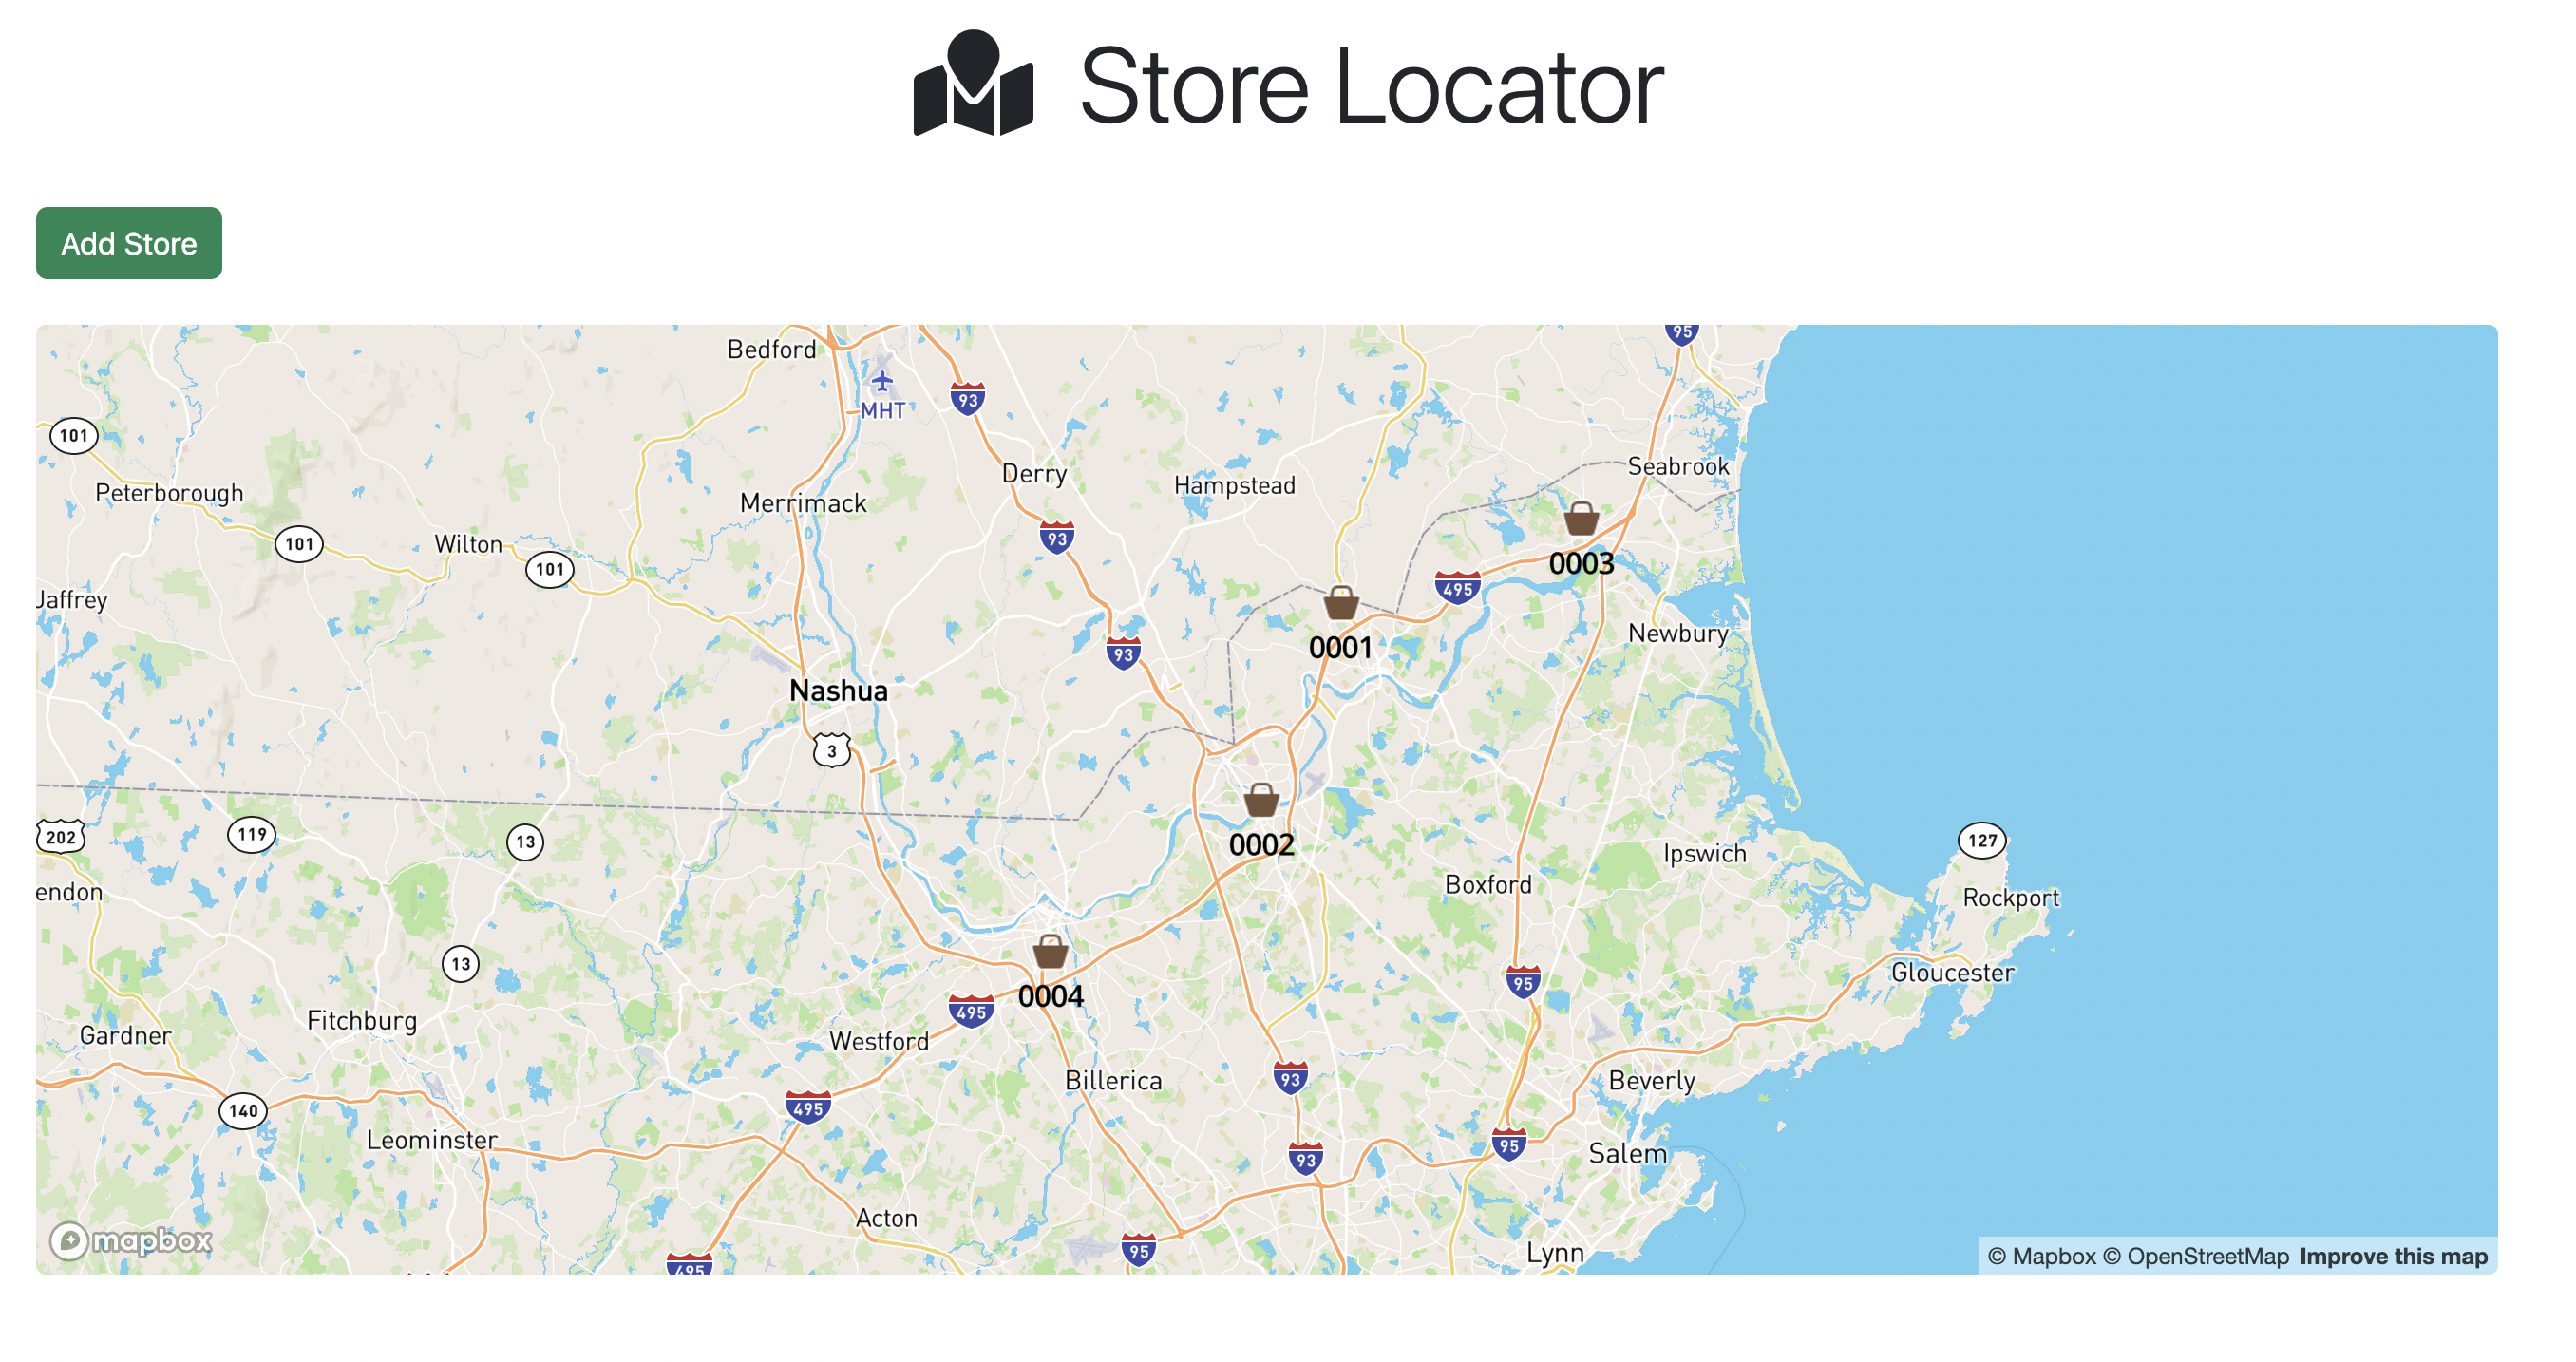 Store Locator
Add Store
95
Bedford
MHT
93
101
Derry
Seabrook
Hampstead
Peterborough
Merrimack
101
Wilton
93
0003
101
495
Jaffrey
0001
Newbury
93
Nashua
3
202
119
13
0002
127
Ipswich
endon
Boxford
Rockport
13
95
Gloucester
0004
495
Fitchburg
Gardner
Westford
93
Billerica
Beverly
495
140
Leominster
95
Salem
93
Acton
mapbox
95
Lynn
495
© Mapbox © OpenStreetMap Improve this map